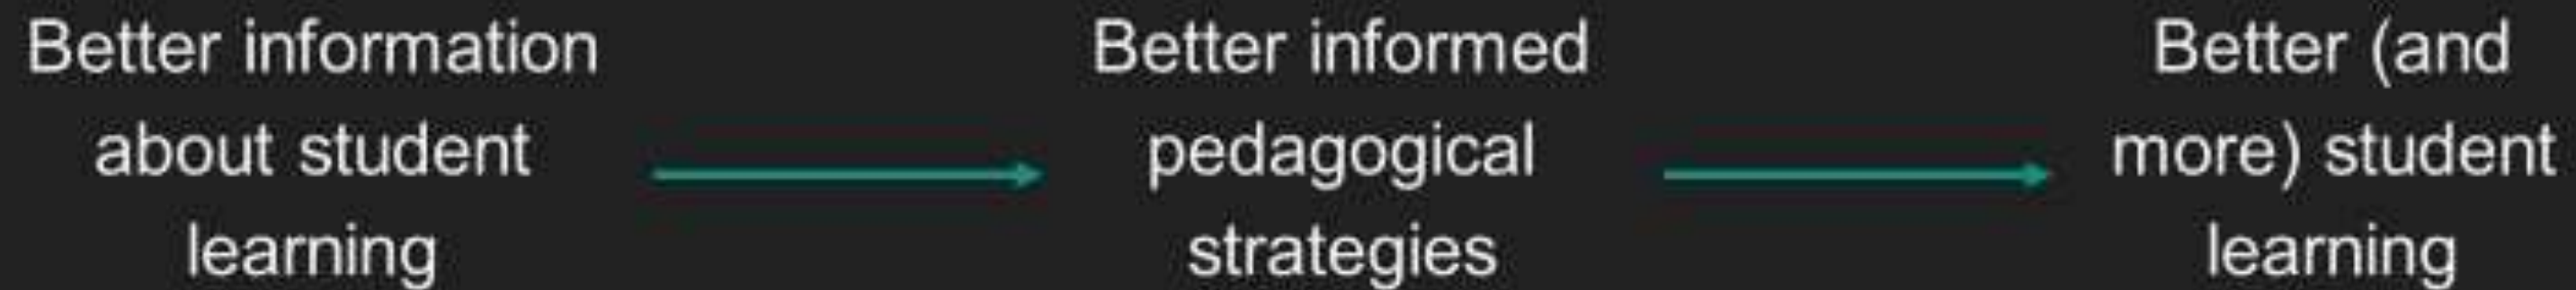 Better information
about student
learning
Better informed
pedagogical
strategies
Better (and
more) student
learning